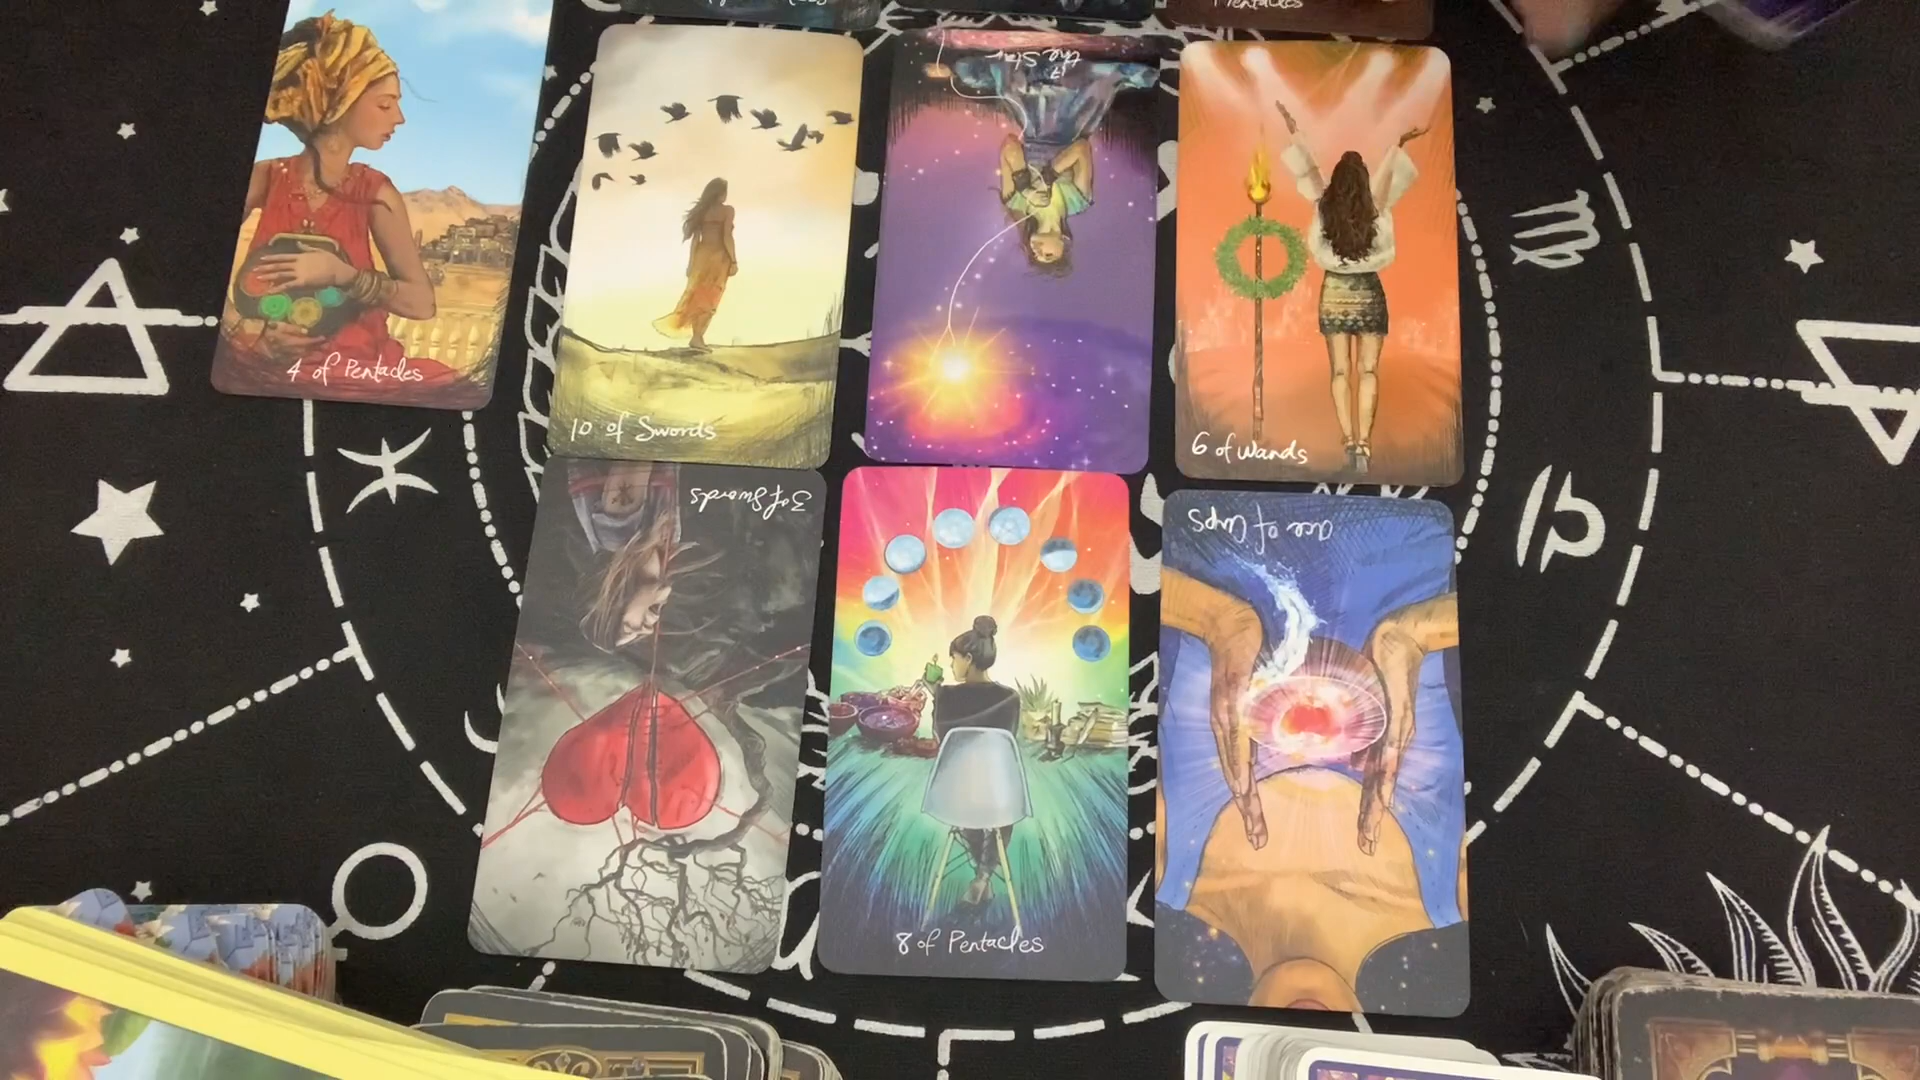 Pentacles
17
the Star
4 of Pentacles
10 of Swords
6 of Wands
3 of Swords
ace of Cups
8 of Pentacles